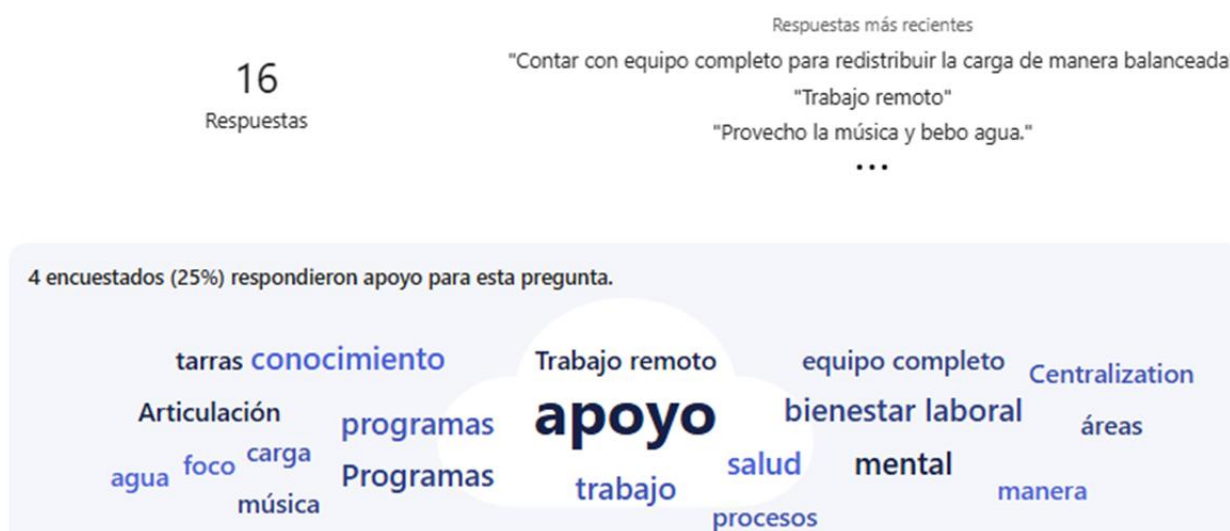 Respuestas más recientes
16
Respuestas
"Contar con equipo completo para redistribuir la carga de manera balanceada
"Trabajo remoto"
"Provecho la música y bebo agua."
...
4 encuestados (25%) respondieron apoyo para esta pregunta.
tarras conocimiento Trabajo remoto equipo completo Centralization
Articulación programas apoyo bienestar laboral áreas
agua foco carga Programas trabajo salud mental manera
música procesos